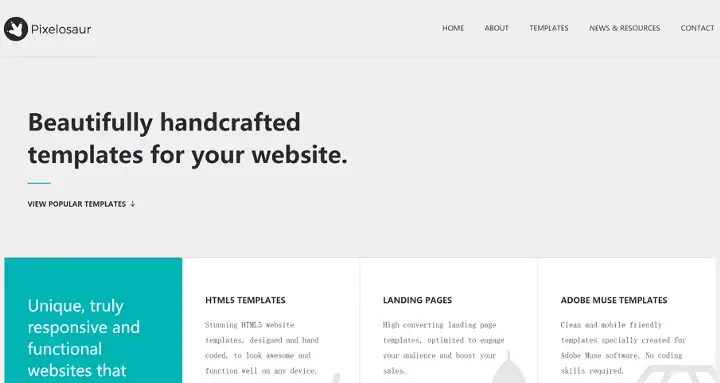 Pixelosaur
HOME ABOUT TEMPLATES NEWS & RESOURCES CONTACT
Beautifully handcrafted
templates for your website.
VIEW POPULAR TEMPLATES ↓
Unique, truly
responsive and
functional
websites that
HTML5 TEMPLATES
Stunning HTML5 website
templates, designed and hand
coded, to look awesome and
function well on any device.
LANDING PAGES
High converting landing page
templates, optimized to engage
your audience and boost your
sales.
ADOBE MUSE TEMPLATES
Clean and mobile friendly
templates specially created for
Adobe Muse software. No coding
skills required.